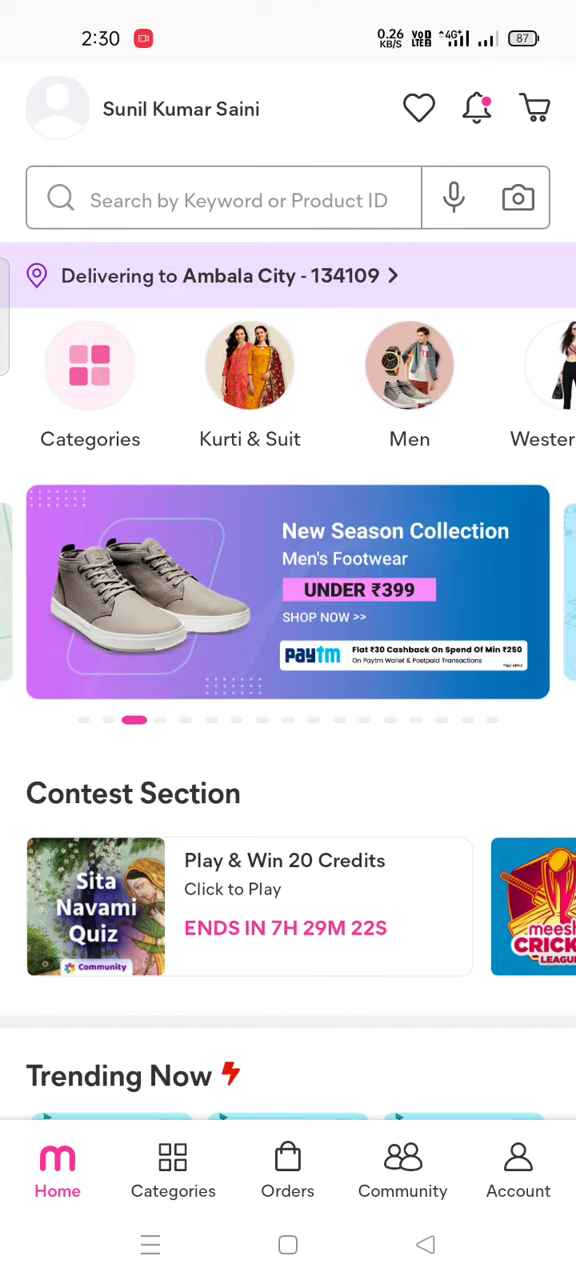 2:30
0.26 KB/S VoD LTE2 4G+ 87
Sunil Kumar Saini
Search by Keyword or Product ID
Delivering to Ambala City - 134109
Categories
Kurti & Suit
Men
Wester
New Season Collection
Men's Footwear
UNDER ₹399
SHOP NOW >>
paytm Flat ₹30 Cashback On Spend Of Min ₹250
On Paytm Wallet & Postpaid Transactions
*T&C APPLY
Contest Section
Sita
Navami
Quiz
Community
Play & Win 20 Credits
Click to Play
ENDS IN 7H 29M 22S
meesh
CRICK
LEAGU
Trending Now
Home
Categories
Orders
Community
Account